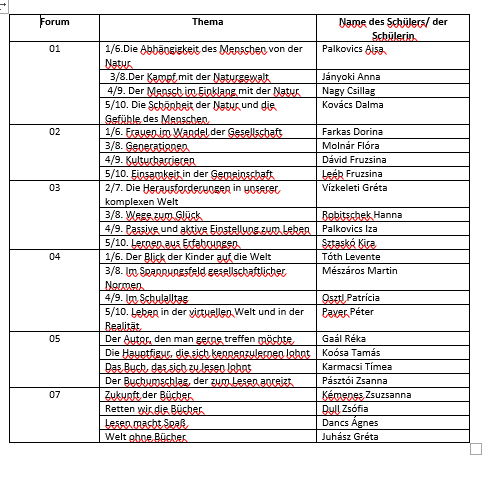 Forum Thema Name des Schülers/ der
Schülerin
01 1/6.Die Abhängigkeit des Menschen von der Palkovics Aisa
Natur
3/8.Der Kampf mit der Naturgewalt Jányoki Anna
4/9. Der Mensch im Einklang mit der Natur Nagy Csillag
5/10. Die Schönheit der Natur und die Kovács Dalma
Gefühle des Menschen
02 1/6. Frauen im Wandel der Gesellschaft Farkas Dorina
3/8. Generationen Molnár Flóra
4/9. Kulturbarrieren Dávid Fruzsina
5/10. Einsamkeit in der Gemeinschaft Leéb Fruzsina
03 2/7. Die Herausforderungen in unserer Vízkeleti Gréta
komplexen Welt
3/8. Wege zum Glück Robitschek Hanna
4/9. Passive und aktive Einstellung zum Leben Palkovics Iza
5/10. Lernen aus Erfahrungen Sztaskó Kira
04 1/6. Der Blick der Kinder auf die Welt Tóth Levente
3/8. Im Spannungsfeld gesellschaftlicher Mészáros Martin
Normen
4/9. Im Schulalltag Osztl Patrícia
5/10. Leben in der virtuellen Welt und in der Paver Péter
Realität
05 Der Autor, den man gerne treffen möchte Gaál Réka
Die Hauptfigur, die sich kennenzulernen lohnt Koósa Tamás
Das Buch, das sich zu lesen lohnt Karmacsi Tímea
Der Buchumschlag, der zum Lesen anreizt Pásztói Zsanna
07 Zukunft der Bücher Kémenes Zsuzsanna
Retten wir die Bücher Dull Zsófia
Lesen macht Spaß Dancs Ágnes
Welt ohne Bücher Juhász Gréta